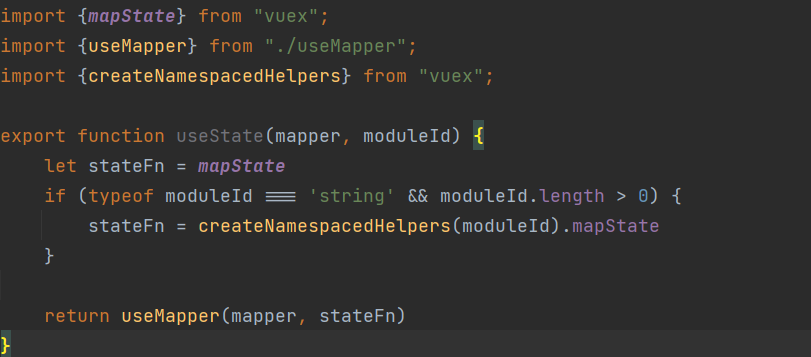 import {mapState} from "vuex";
import {useMapper} from "./useMapper";
import {createNamespacedHelpers} from "vuex";

export function useState(mapper, moduleId) {
    let stateFn = mapState
    if (typeof moduleId === 'string' && moduleId.length > 0) {
        stateFn = createNamespacedHelpers(moduleId).mapState
    }

    return useMapper(mapper, stateFn)
}